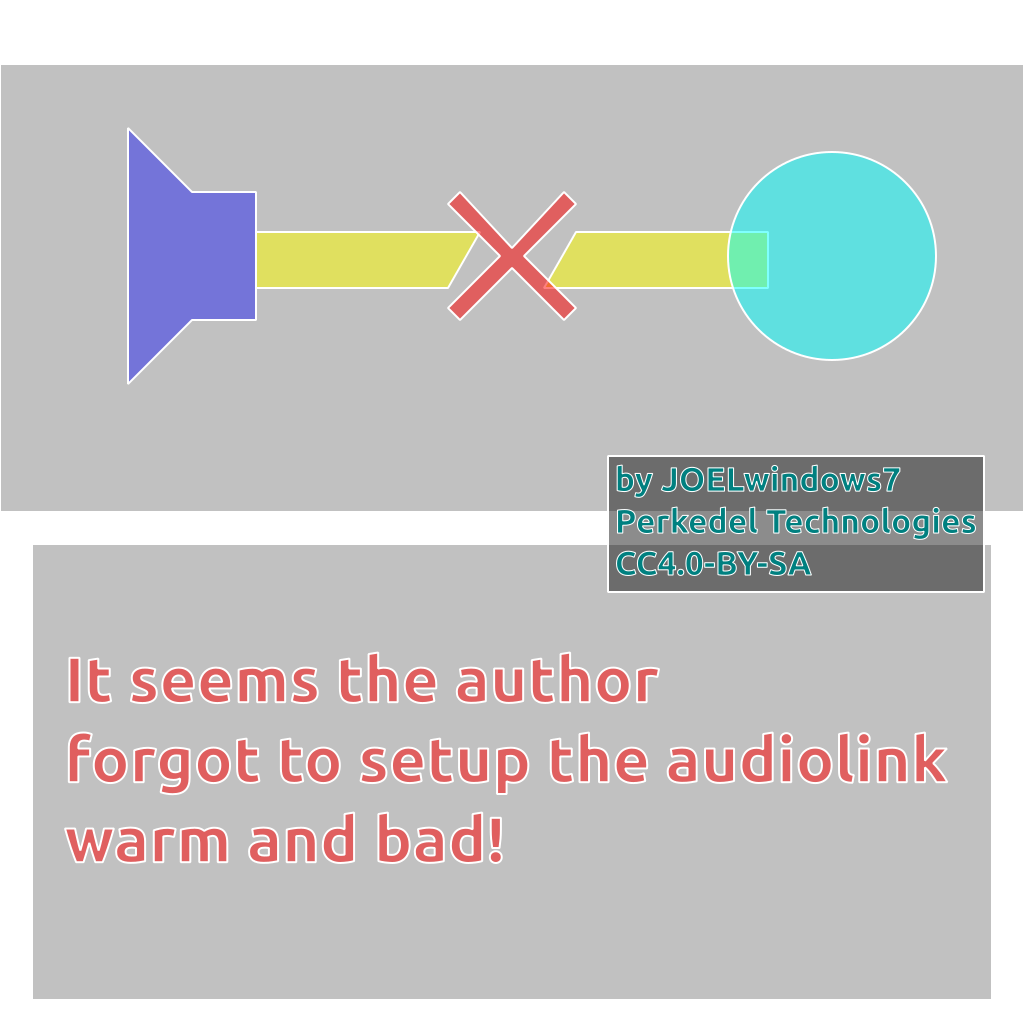 by JOELwindows7
Perkedel Technologies
CC4.0-BY-SA
It seems the author
forgot to setup the audiolink
warm and bad!